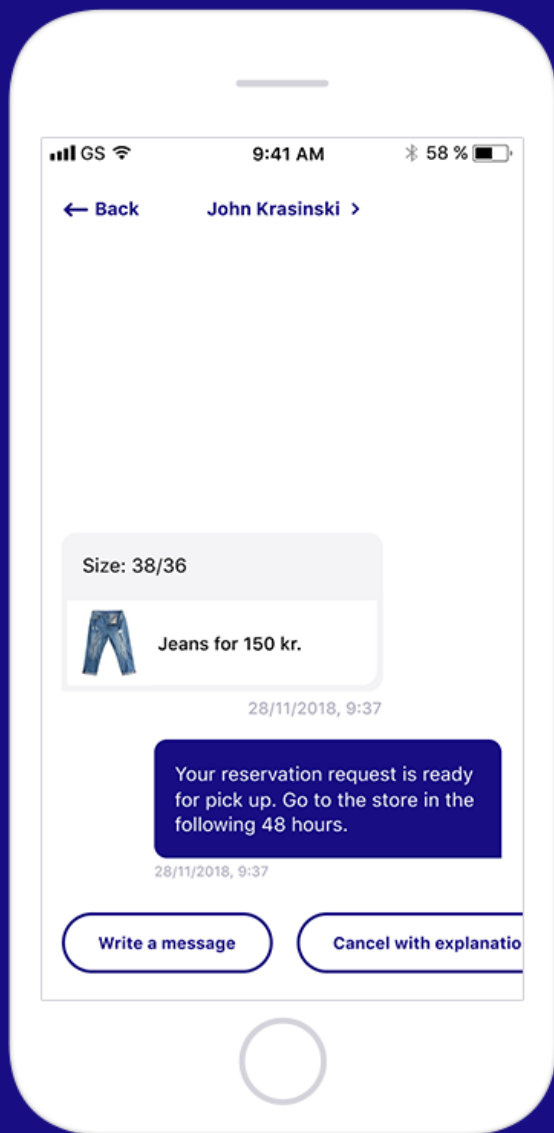 GS 9:41 AM 58 %
← Back John Krasinski >
Size: 38/36
Jeans for 150 kr.
28/11/2018, 9:37
Your reservation request is ready
for pick up. Go to the store in the
following 48 hours.
28/11/2018, 9:37
Write a message Cancel with explanatio